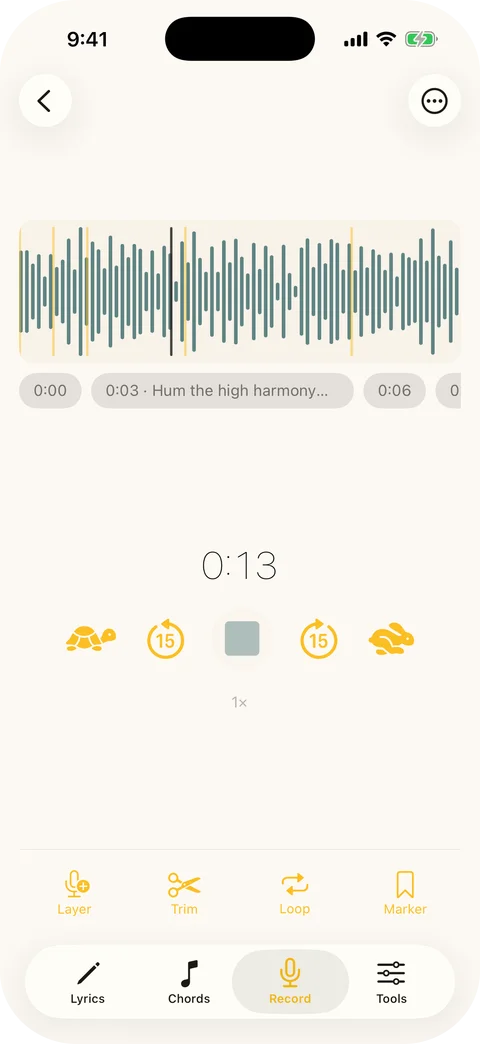 9:41
0:00
0:03 · Hum the high harmony...
0:06
0:13
15
15
1×
Layer
Trim
Loop
Marker
Lyrics
Chords
Record
Tools